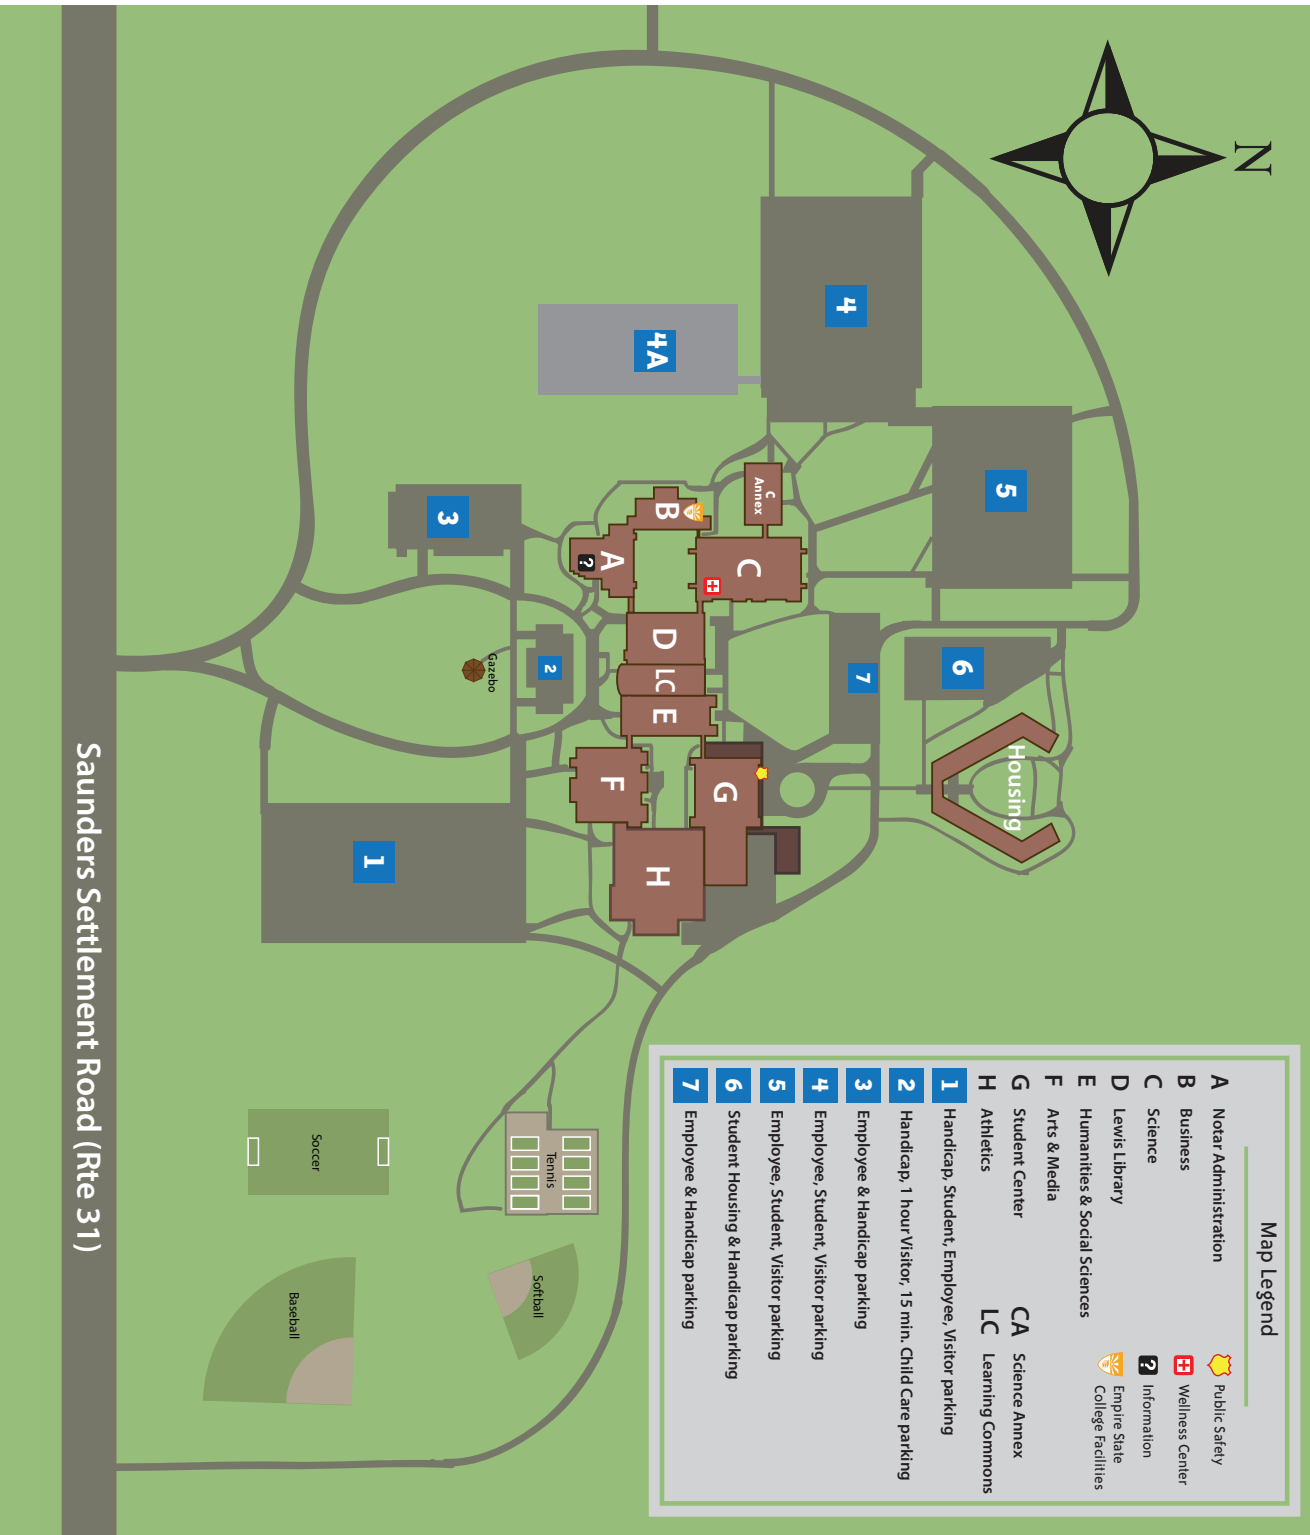 N
4
4A
5
3
C
Annex
B
C
A
?
D
LC
E
2
7
6
Gazebo
Housing
F
G
H
1
Saunders Settlement Road (Rte 31)
Soccer
Tennis
Softball
Baseball
Map Legend
A Notar Administration
B Business
C Science
D Lewis Library
E Humanities & Social Sciences
F Arts & Media
G Student Center
H Athletics
CA Science Annex
LC Learning Commons
Public Safety
Wellness Center
? Information
Empire State
College Facilities
1 Handicap, Student, Employee, Visitor parking
2 Handicap, 1 hour Visitor, 15 min. Child Care parking
3 Employee & Handicap parking
4 Employee, Student, Visitor parking
5 Employee, Student, Visitor parking
6 Student Housing & Handicap parking
7 Employee & Handicap parking